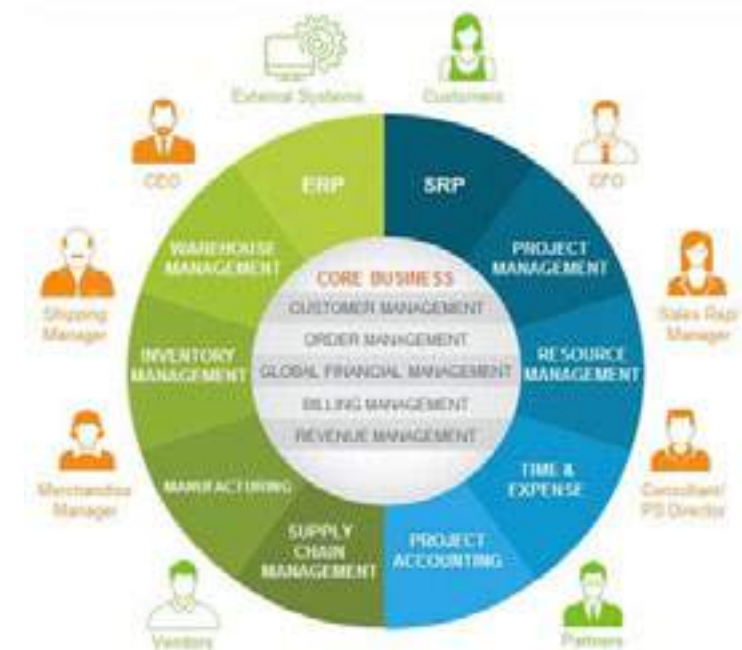 External Systems
Customers
CEO
CFO
ERP
SRP
WAREHOUSE
MANAGEMENT
PROJECT
MANAGEMENT
Shipping
Manager
Sales Rep/
Manager
CORE BUSINESS
CUSTOMER MANAGEMENT
ORDER MANAGEMENT
GLOBAL FINANCIAL MANAGEMENT
BILLING MANAGEMENT
REVENUE MANAGEMENT
INVENTORY
MANAGEMENT
RESOURCE
MANAGEMENT
Merchandise
Manager
Consultant/
PS Director
MANUFACTURING
TIME &
EXPENSE
SUPPLY
CHAIN
MANAGEMENT
PROJECT
ACCOUNTING
Vendors
Partners